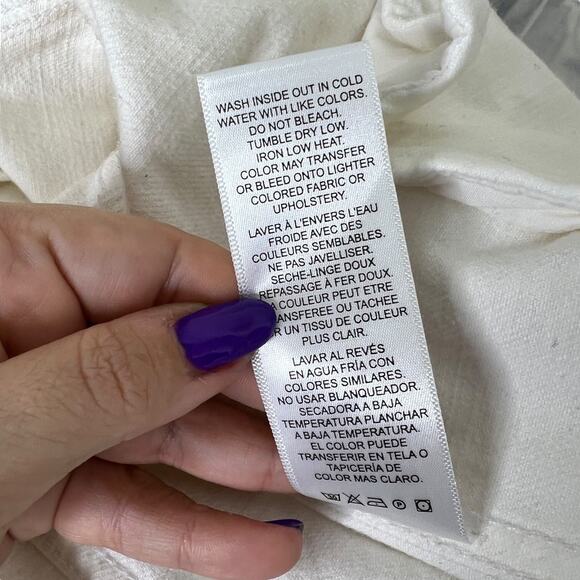 WASH INSIDE OUT IN COLD
WATER WITH LIKE COLORS.
DO NOT BLEACH.
TUMBLE DRY LOW.
IRON LOW HEAT.
COLOR MAY TRANSFER
OR BLEED ONTO LIGHTER
COLORED FABRIC OR
UPHOLSTERY.
LAVER À L'ENVERS L'EAU
FROIDE AVEC DES
COULEURS SEMBLABLES.
NE PAS JAVELLISER.
SECHE-LINGE DOUX
REPASSAGE À FER DOUX.
COULEUR PEUT ETRE
OU TACHEE
UN TISSU DE COULEUR
PLUS CLAIR.
LAVAR AL REVÉS
EN AGUA FRÍA CON
COLORES SIMILARES.
NO USAR BLANQUEADOR.
SECADORA A BAJA
TEMPERATURA PLANCHAR
A BAJA TEMPERATURA.
EL COLOR PUEDE
TRANSFERIR EN TELA O
TAPICERÍA DE
COLOR MAS CLARO.